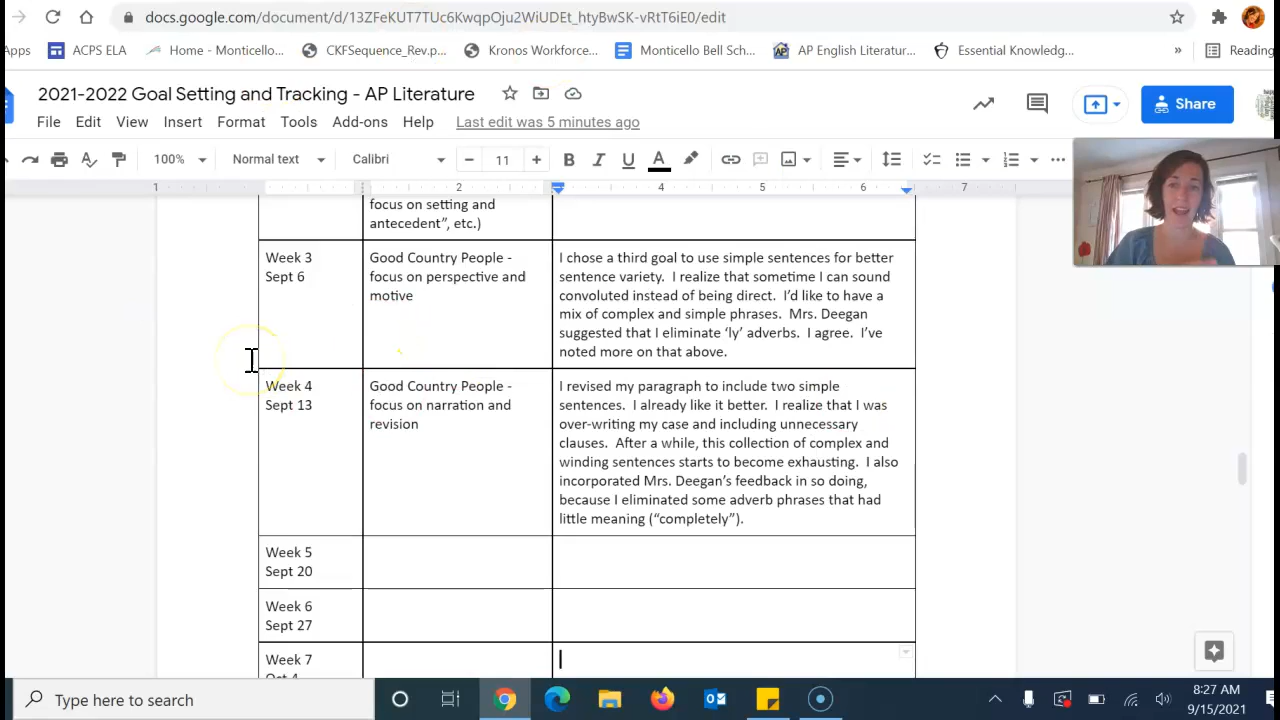 docs.google.com/document/d/13ZFeKUT7TUc6KwqpOju2WiUDEt_htyBwSK-vRtT6iE0/edit
Apps ACPS ELA Home - Monticello... CKFSequence_Rev.p... Kronos Workforce... Monticello Bell Sch... AP English Literatur... Essential Knowledg... » Reading
2021-2022 Goal Setting and Tracking - AP Literature
Share
File Edit View Insert Format Tools Add-ons Help Last edit was 5 minutes ago
100% Normal text Calibri − 11 + B I U A
1 2 4 5 6 7
focus on setting and
antecedent”, etc.)
Week 3
Sept 6
Good Country People -
focus on perspective and
motive
I chose a third goal to use simple sentences for better
sentence variety. I realize that sometime I can sound
convoluted instead of being direct. I’d like to have a
mix of complex and simple phrases. Mrs. Deegan
suggested that I eliminate ‘ly’ adverbs. I agree. I’ve
noted more on that above.
Week 4
Sept 13
Good Country People -
focus on narration and
revision
I revised my paragraph to include two simple
sentences. I already like it better. I realize that I was
over-writing my case and including unnecessary
clauses. After a while, this collection of complex and
winding sentences starts to become exhausting. I also
incorporated Mrs. Deegan’s feedback in so doing,
because I eliminated some adverb phrases that had
little meaning (“completely”).
Week 5
Sept 20
Week 6
Sept 27
Week 7
Oct 4
Type here to search
8:27 AM
9/15/2021